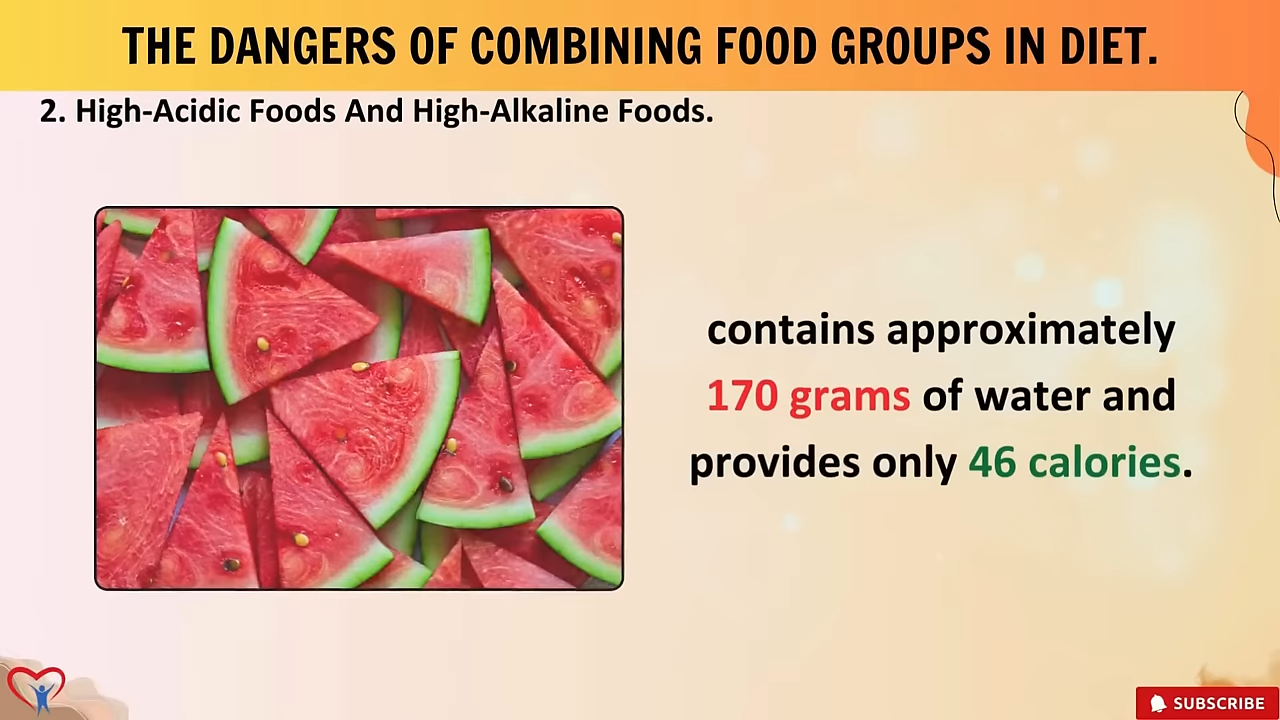 THE DANGERS OF COMBINING FOOD GROUPS IN DIET.
2. High-Acidic Foods And High-Alkaline Foods.
contains approximately
170 grams of water and
provides only 46 calories.
SUBSCRIBE